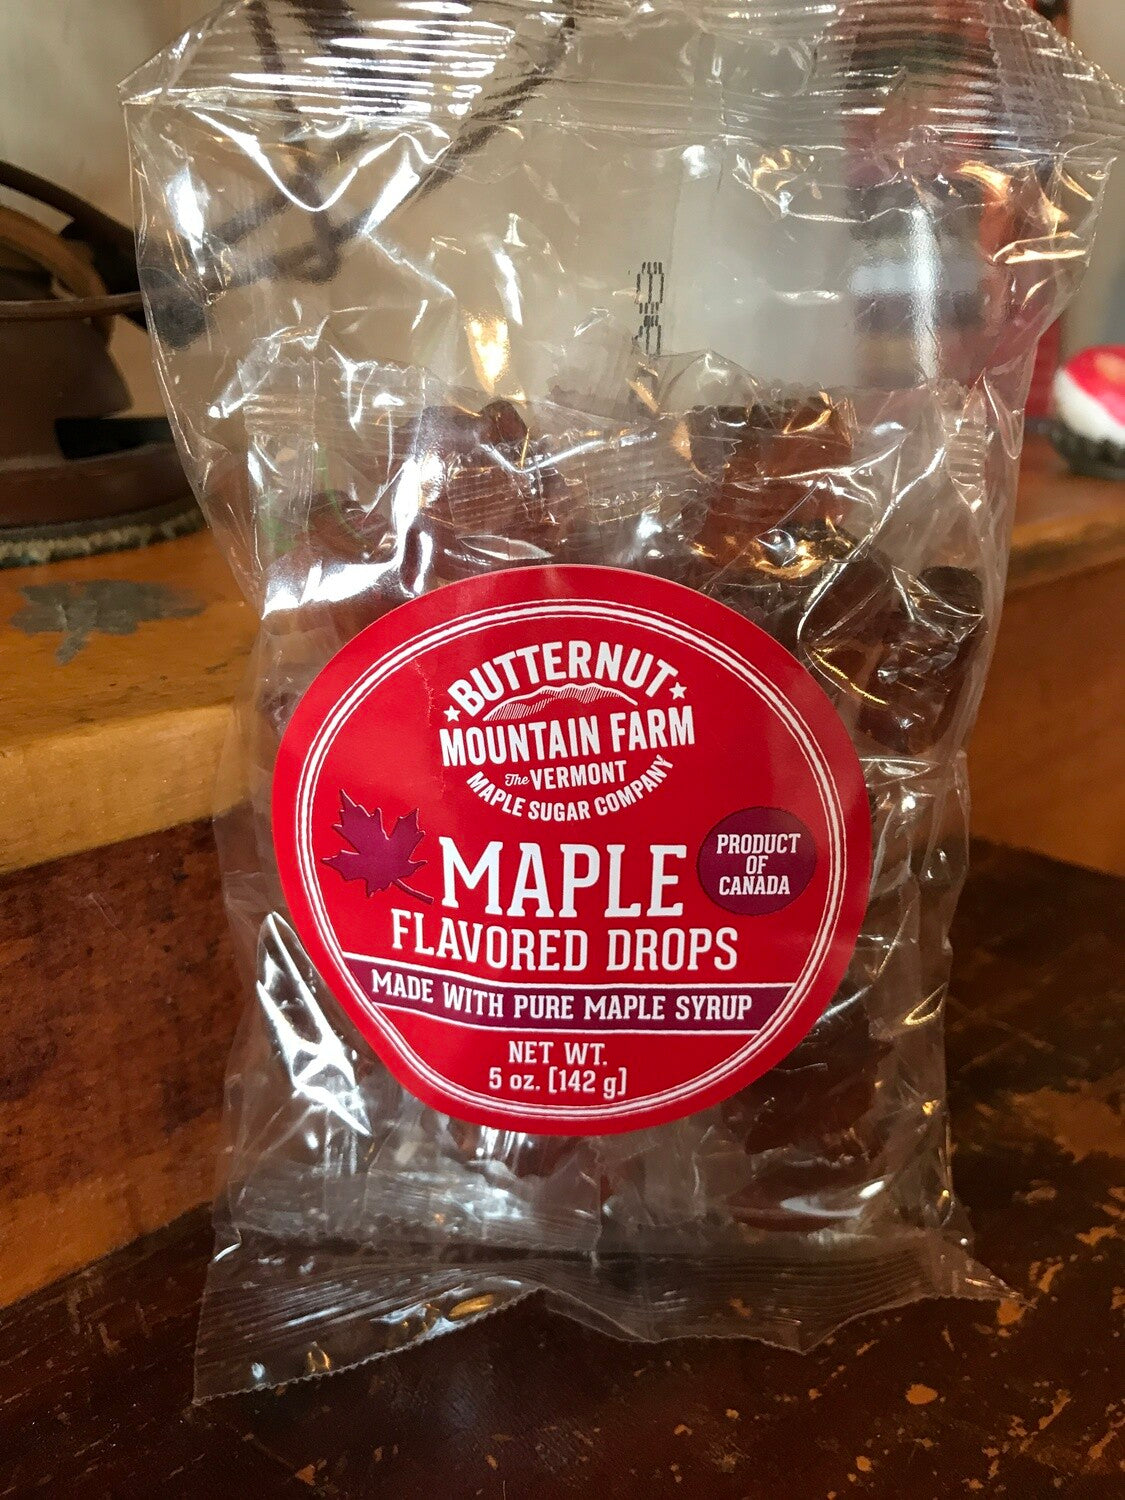 BUTTERNUT
MOUNTAIN FARM
The VERMONT
MAPLE SUGAR COMPANY
MAPLE
FLAVORED DROPS
PRODUCT
OF
CANADA
MADE WITH PURE MAPLE SYRUP
NET WT.
5 oz. [142 g]